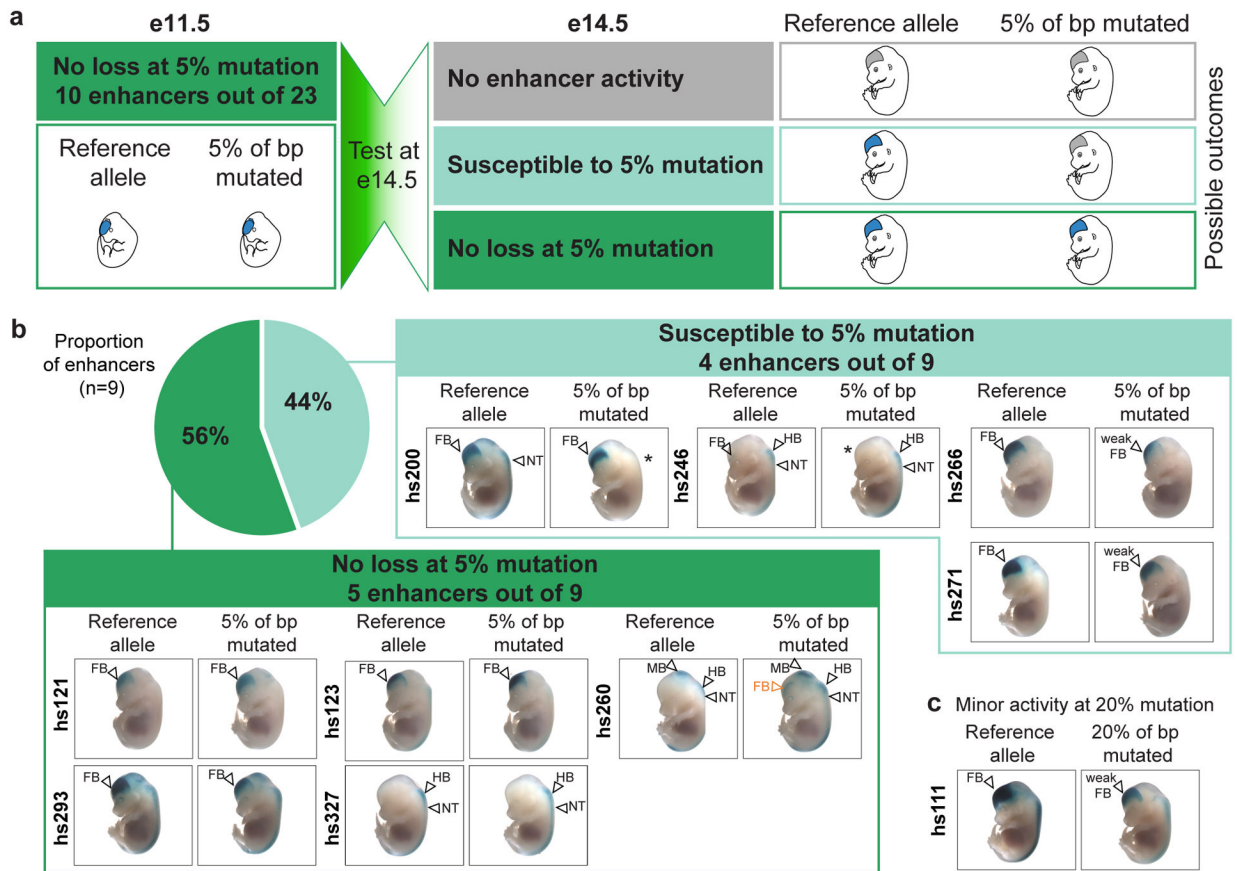 a
e11.5
e14.5
Reference allele
5% of bp mutated
No loss at 5% mutation
10 enhancers out of 23
Reference
allele
5% of bp
mutated
Test at
e14.5
No enhancer activity
Susceptible to 5% mutation
No loss at 5% mutation
Possible outcomes
b
Proportion
of enhancers
(n=9)
56%
44%
Susceptible to 5% mutation
4 enhancers out of 9
Reference
allele
5% of bp
mutated
Reference
allele
5% of bp
mutated
Reference
allele
5% of bp
mutated
hs200
FB
NT
FB
*
hs246
FB
HB
NT
*
HB
NT
hs266
FB
weak
FB
hs271
FB
weak
FB
No loss at 5% mutation
5 enhancers out of 9
Reference
allele
5% of bp
mutated
Reference
allele
5% of bp
mutated
Reference
allele
5% of bp
mutated
hs121
FB
FB
hs123
FB
FB
hs260
MB
HB
NT
MB
FB
HB
NT
hs293
FB
FB
hs327
HB
NT
HB
NT
c Minor activity at 20% mutation
Reference
allele
20% of bp
mutated
hs111
FB
weak
FB